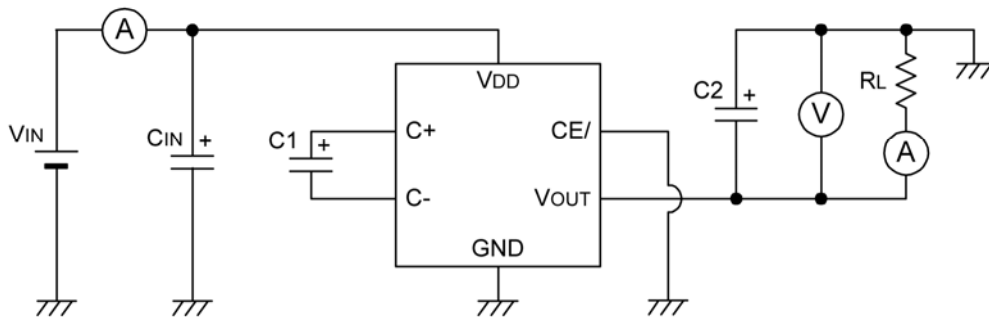 A
VIN
CIN
+
C1
+
VDD
C+
C-
CE/
VOUT
GND
C2
+
V
RL
A